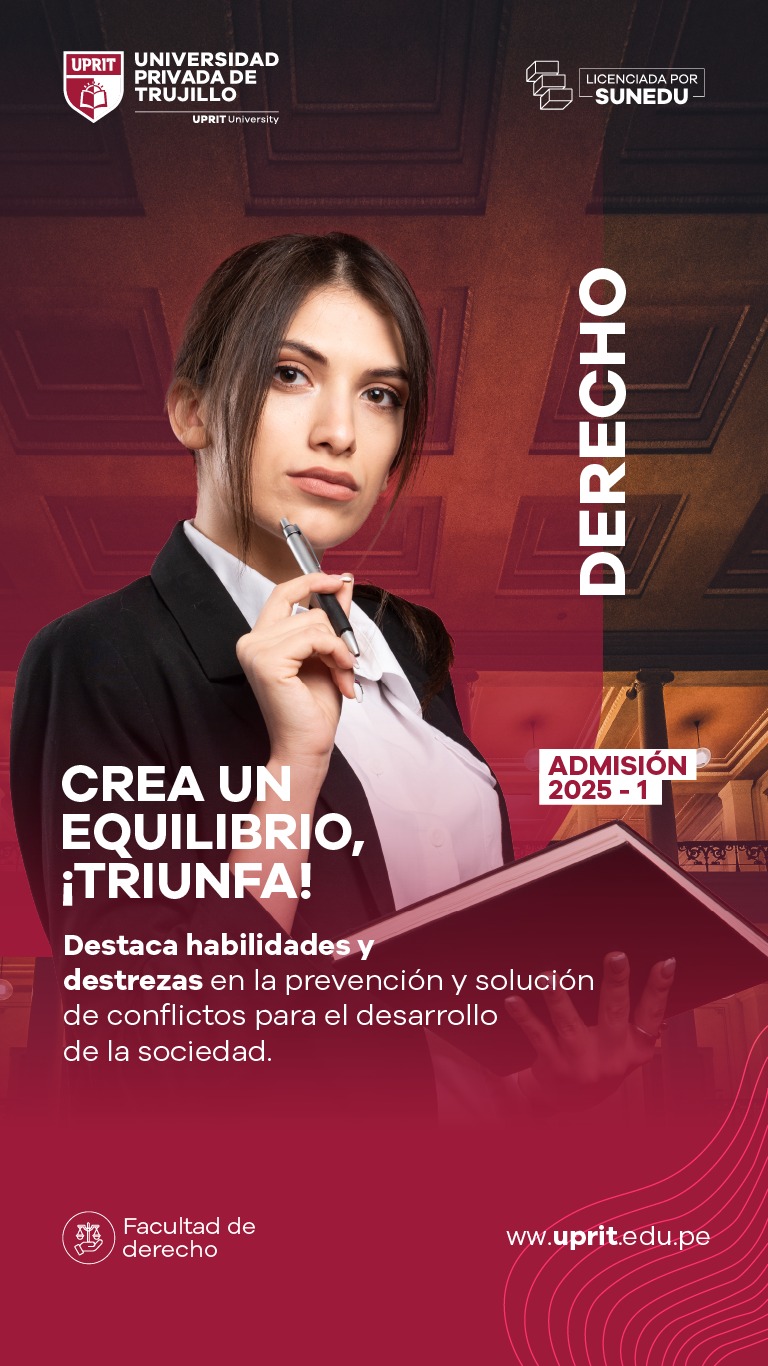 UPRIT
UNIVERSIDAD
PRIVADA DE
TRUJILLO
UPRIT University
LICENCIADA POR
SUNEDU
DERECHO
ADMISIÓN
2025 - 1
CREA UN
EQUILIBRIO,
¡TRIUNFA!
Destaca habilidades y
destrezas en la prevención y solución
de conflictos para el desarrollo
de la sociedad.
Facultad de
derecho
ww.uprit.edu.pe